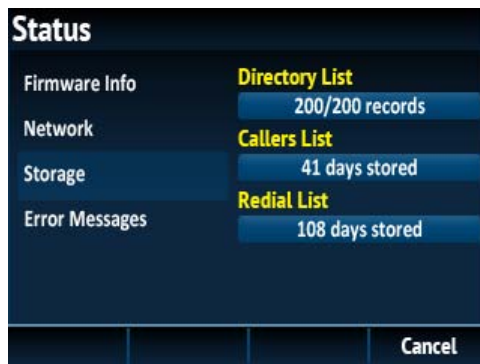 Status
Firmware Info
Network
Storage
Error Messages
Directory List
200/200 records
Callers List
41 days stored
Redial List
108 days stored
Cancel